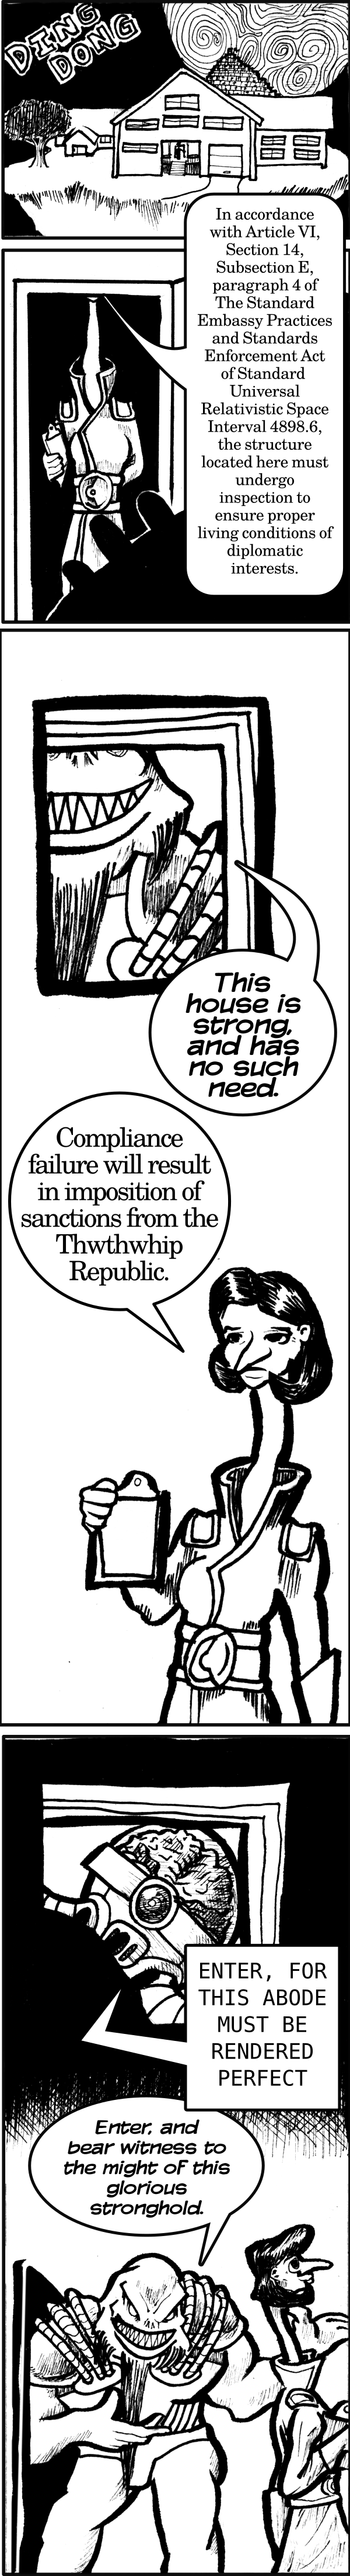 DING
DONG
In accordance
with Article VI,
Section 14,
Subsection E,
paragraph 4 of
The Standard
Embassy Practices
and Standards
Enforcement Act
of Standard
Universal
Relativistic Space
Interval 4898.6,
the structure
located here must
undergo
inspection to
ensure proper
living conditions of
diplomatic
interests.
This
house is
strong,
and has
no such
need.
Compliance
failure will result
in imposition of
sanctions from the
Thwthwhip
Republic.
ENTER, FOR
THIS ABODE
MUST BE
RENDERED
PERFECT
Enter, and
bear witness to
the might of this
glorious
stronghold.